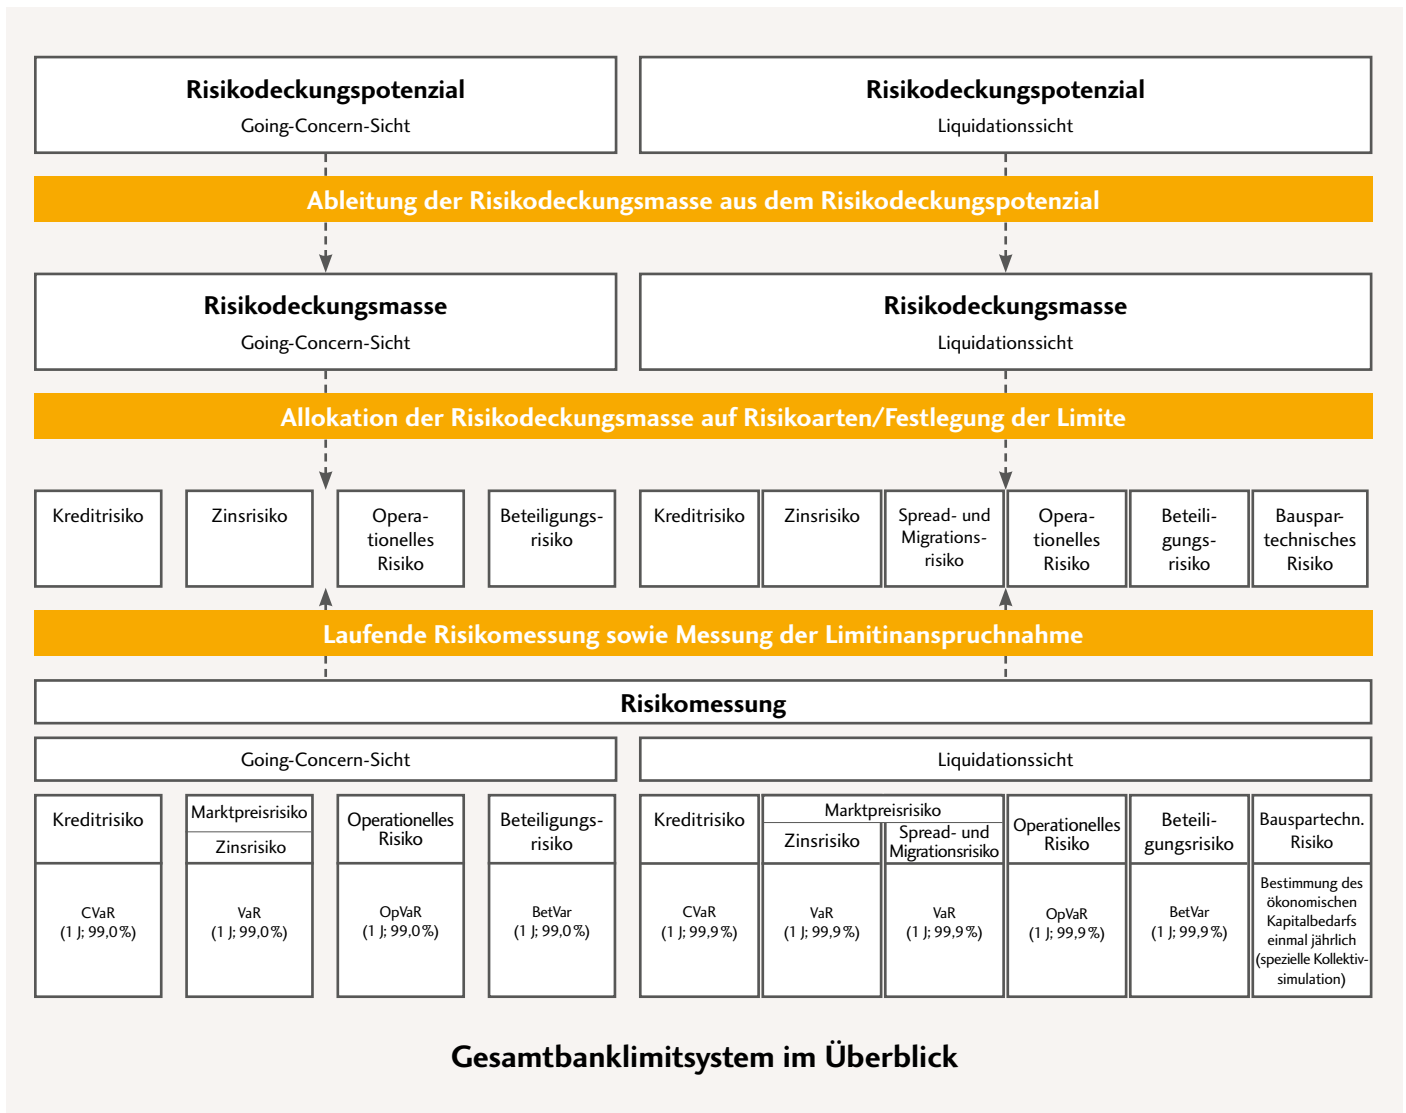 Risikodeckungspotenzial
Going-Concern-Sicht
Risikodeckungspotenzial
Liquidationssicht
Ableitung der Risikodeckungsmasse aus dem Risikodeckungspotenzial
Risikodeckungsmasse
Going-Concern-Sicht
Risikodeckungsmasse
Liquidationssicht
Allokation der Risikodeckungsmasse auf Risikoarten/Festlegung der Limite
Kreditrisiko
Zinsrisiko
Opera-
tionelles
Risiko
Beteiligungs-
risiko
Kreditrisiko
Zinsrisiko
Spread- und
Migrations-
risiko
Opera-
tionelles
Risiko
Beteili-
gungs-
risiko
Bauspar-
technisches
Risiko
Laufende Risikomessung sowie Messung der Limitinanspruchnahme
Risikomessung
Going-Concern-Sicht
Liquidationssicht
Kreditrisiko
CVaR
(1 J; 99,0 %)
Marktpreisrisiko
Zinsrisiko
VaR
(1 J; 99,0 %)
Operationelles
Risiko
OpVaR
(1 J; 99,0 %)
Beteiligungs-
risiko
BetVar
(1 J; 99,0 %)
Kreditrisiko
CVaR
(1 J; 99,9 %)
Marktpreisrisiko
Zinsrisiko
VaR
(1 J; 99,9 %)
Spread- und
Migrationsrisiko
VaR
(1 J; 99,9 %)
Operationelles
Risiko
OpVaR
(1 J; 99,9 %)
Beteili-
gungsrisiko
BetVar
(1 J; 99,9 %)
Bauspartechn.
Risiko
Bestimmung des
ökonomischen
Kapitalbedarfs
einmal jährlich
(spezielle Kollektiv-
simulation)
Gesamtbanklimitsystem im Überblick